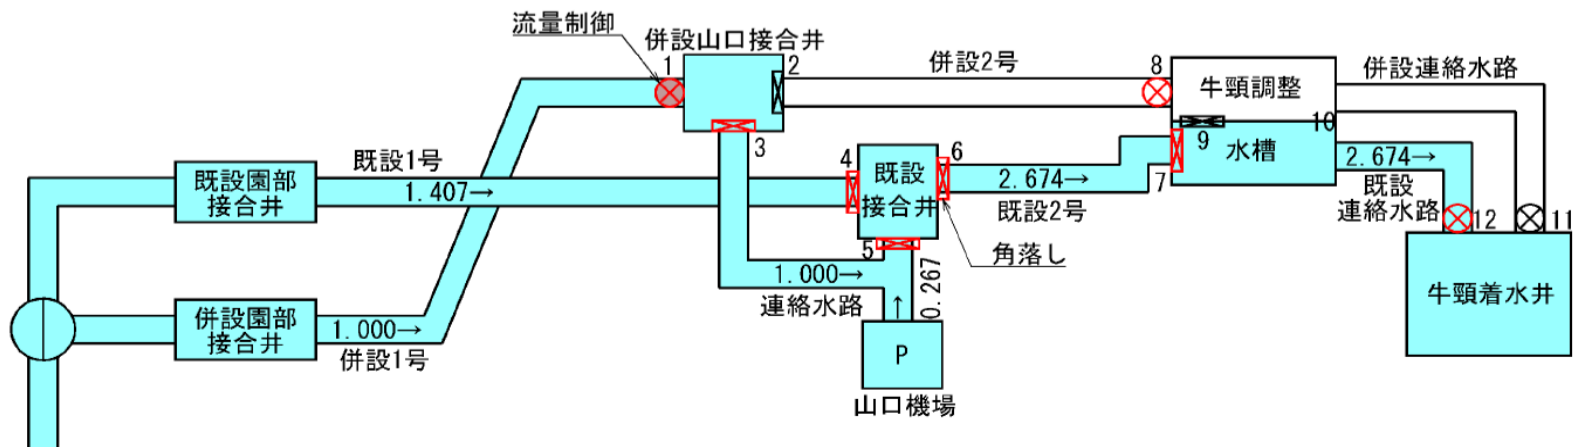 流量制御
併設山口接合井
1
2
併設2号
8
牛頸調整
水槽
9
10
併設連絡水路
3
既設1号
1.407→
既設園部
接合井
4
既設
接合井
5
6
2.674→
既設2号
7
2.674→
既設
連絡水路
12
11
角落し
1.000→
連絡水路
0.267→
併設園部
接合井
1.000→
併設1号
P
山口機場
牛頸着水井